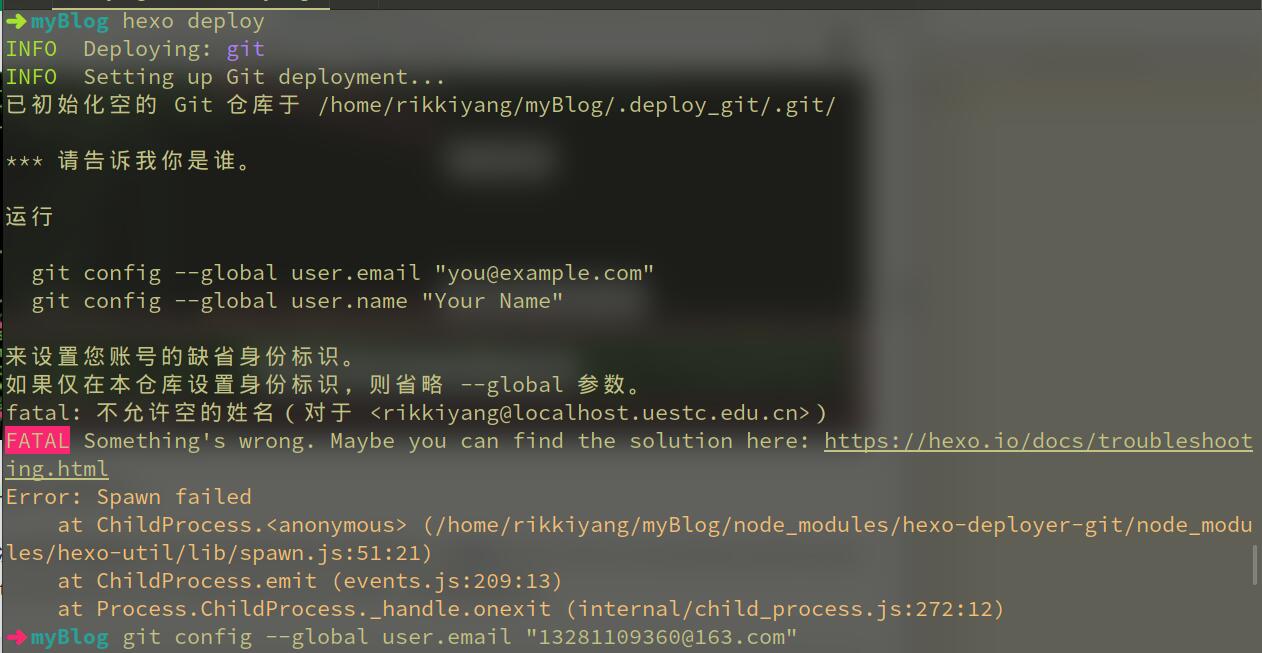 ➜ myBlog hexo deploy
INFO  Deploying: git
INFO  Setting up Git deployment...
已初始化空的 Git 仓库于 /home/rikkiyang/myBlog/.deploy_git/.git/
*** 请告诉我你是谁。
运行
  git config --global user.email "you@example.com"
  git config --global user.name "Your Name"
来设置您账号的缺省身份标识。
如果仅在本仓库设置身份标识，则省略 --global 参数。
fatal: 不允许空的姓名（对于 <rikkiyang@localhost.uestc.edu.cn>）
FATAL Something's wrong. Maybe you can find the solution here: https://hexo.io/docs/troubleshoot
ing.html
Error: Spawn failed
    at ChildProcess.<anonymous> (/home/rikkiyang/myBlog/node_modules/hexo-deployer-git/node_modu
les/hexo-util/lib/spawn.js:51:21)
    at ChildProcess.emit (events.js:209:13)
    at Process.ChildProcess._handle.onexit (internal/child_process.js:272:12)
➜ myBlog git config --global user.email "13281109360@163.com"